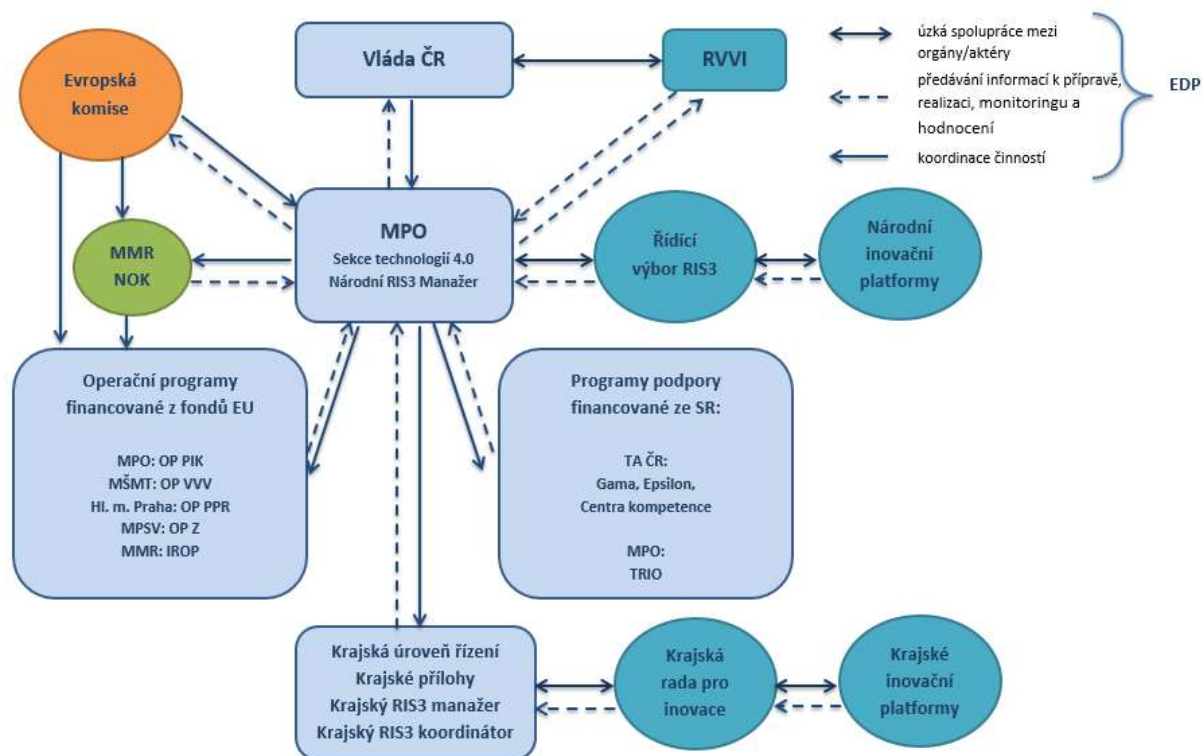 Evropská
komise
Vláda ČR
RVVI
úzká spolupráce mezi
orgány/aktéry
předávání informací k přípravě,
realizaci, monitoringu a
hodnocení
koordinace činností
EDP
MMR
NOK
MPO
Sekce technologií 4.0
Národní RIS3 Manažer
Řídící
výbor RIS3
Národní
inovační
platformy
Operační programy
financované z fondů EU
MPO: OP PIK
MŠMT: OP VVV
Hl. m. Praha: OP PPR
MPSV: OP Z
MMR: IROP
Programy podpory
financované ze SR:
TA ČR:
Gama, Epsilon,
Centra kompetence
MPO:
TRIO
Krajská úroveň řízení
Krajské přílohy
Krajský RIS3 manažer
Krajský RIS3 koordinátor
Krajská
rada pro
inovace
Krajské
inovační
platformy